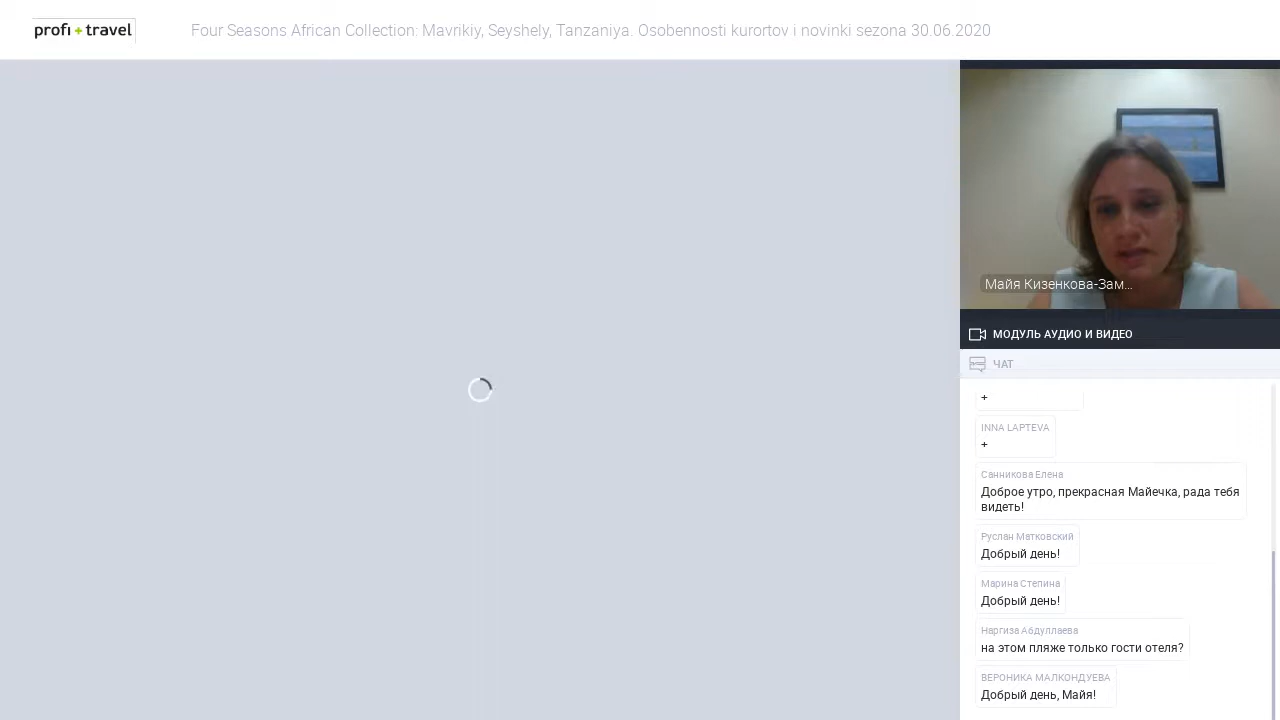 profi + travel
Four Seasons African Collection: Mavrikiy, Seyshely, Tanzaniya. Osobennosti kurortov i novinki sezona 30.06.2020
Майя Кизенкова-Зам...
МОДУЛЬ АУДИО И ВИДЕО
ЧАТ
+
INNA LAPTEVA
+
Санникова Елена
Доброе утро, прекрасная Майечка, рада тебя
видеть!
Руслан Матковский
Добрый день!
Марина Степина
Добрый день!
Наргиза Абдуллаева
на этом пляже только гости отеля?
ВЕРОНИКА МАЛКОНДУЕВА
Добрый день, Майя!